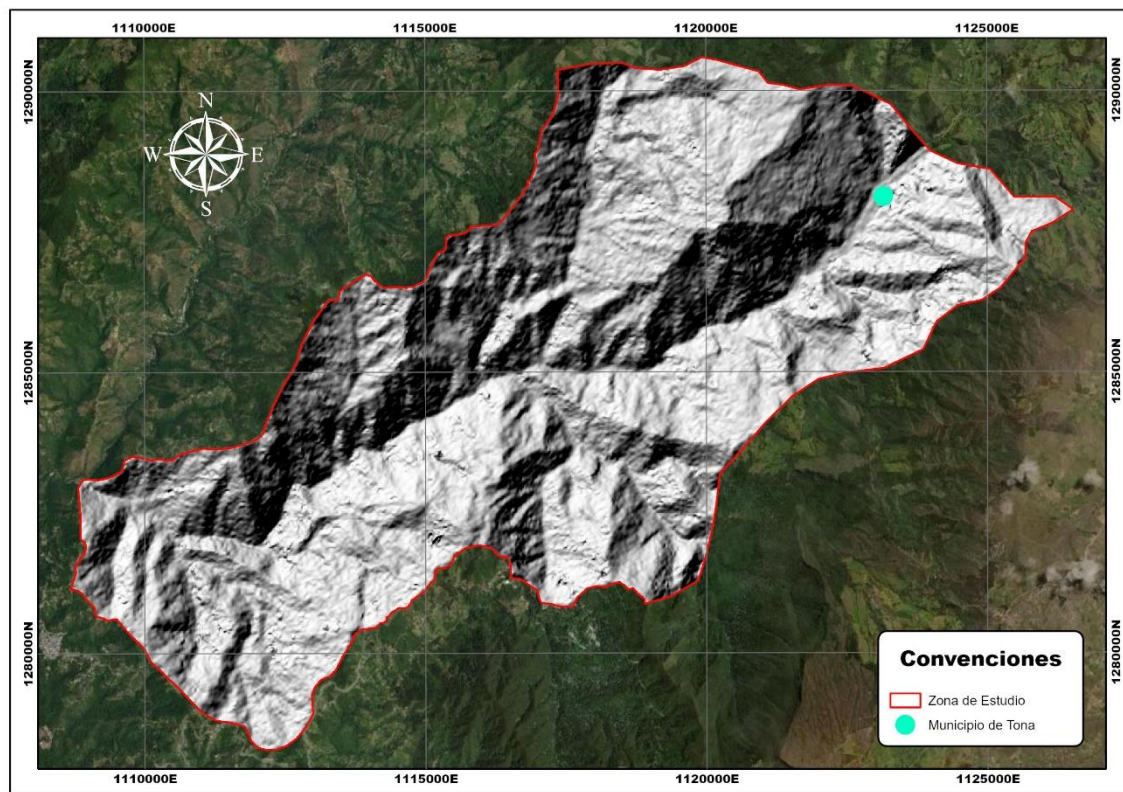 1110000E 1115000E 1120000E 1125000E
1290000N 1290000N
N
W E
S
1285000N 1285000N
1280000N 1280000N
Convenciones
Zona de Estudio
Municipio de Tona
1110000E 1115000E 1120000E 1125000E